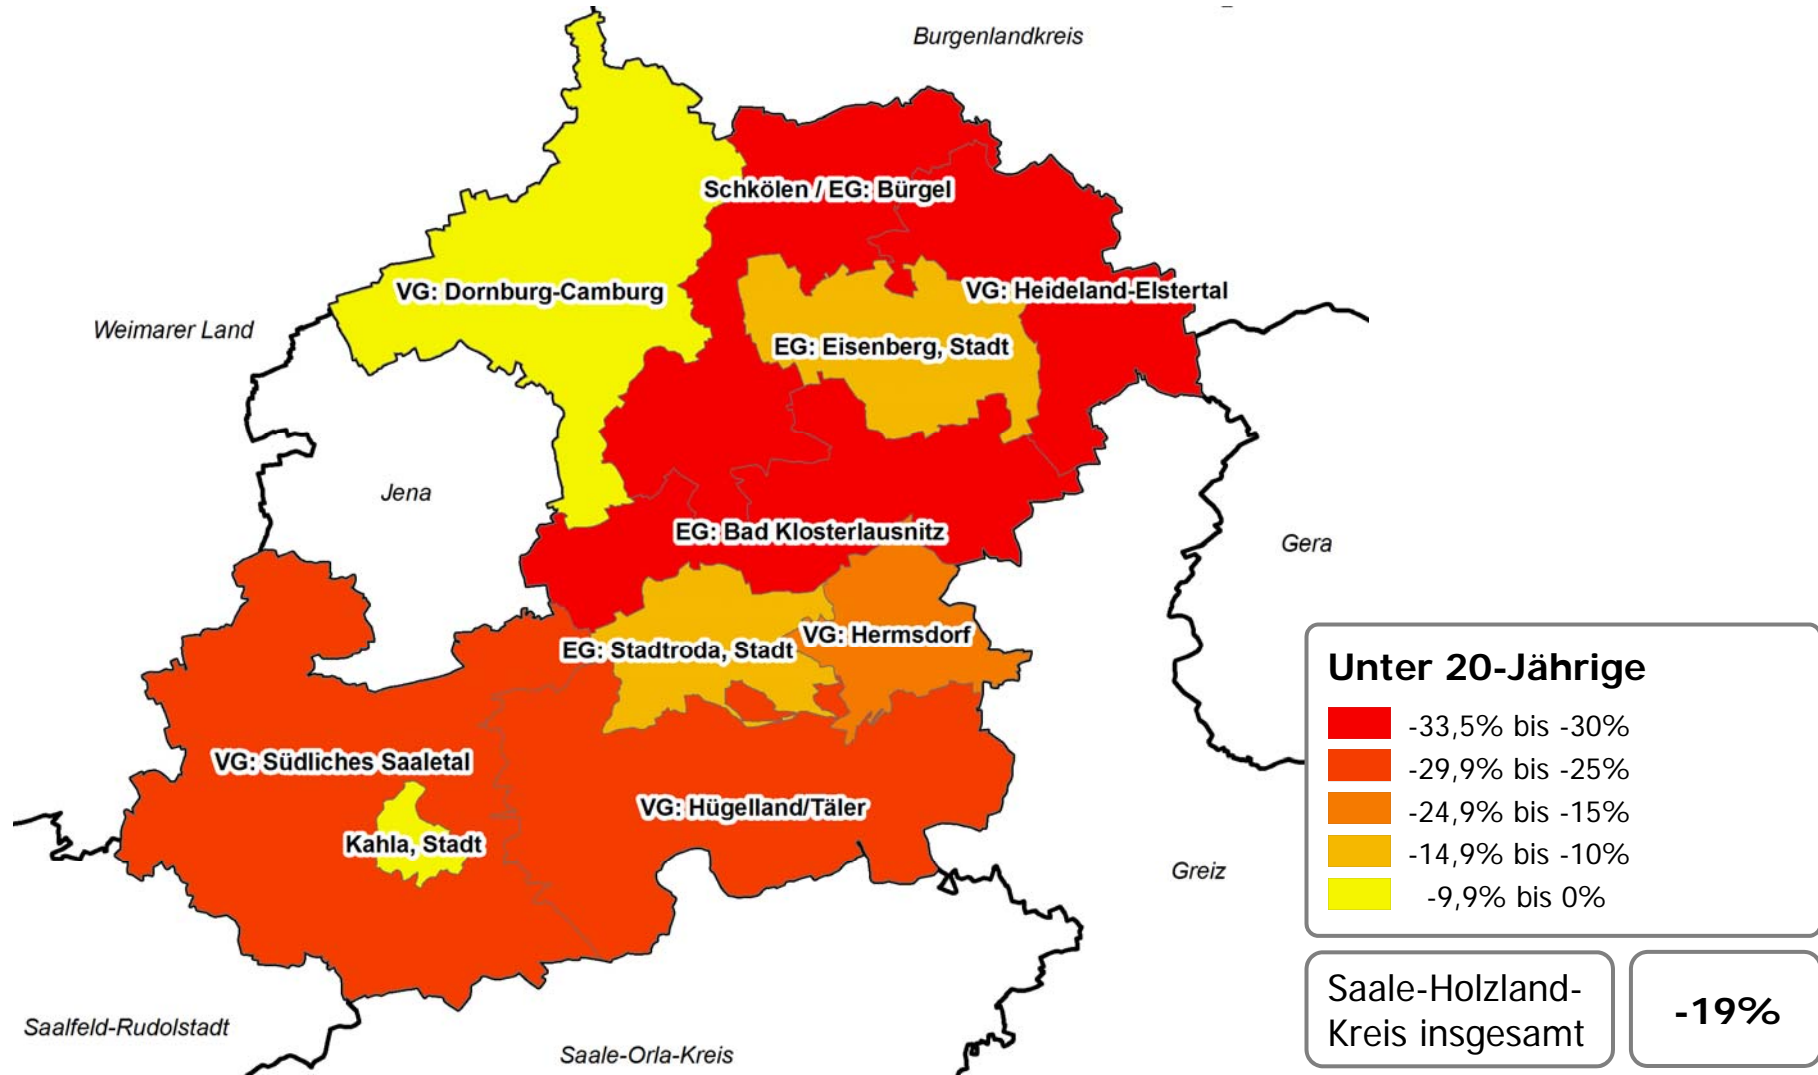 Burgenlandkreis
Schkölen / EG: Bürgel
VG: Dornburg-Camburg
VG: Heideland-Elstertal
Weimarer Land
EG: Eisenberg, Stadt
Jena
EG: Bad Klosterlausnitz
Gera
VG: Hermsdorf
EG: Stadtroda, Stadt
VG: Südliches Saaletal
VG: Hügelland/Täler
Kahla, Stadt
Greiz
Saalfeld-Rudolstadt
Saale-Orla-Kreis
Unter 20-Jährige
-33,5% bis -30%
-29,9% bis -25%
-24,9% bis -15%
-14,9% bis -10%
-9,9% bis 0%
Saale-Holzland-
Kreis insgesamt
-19%